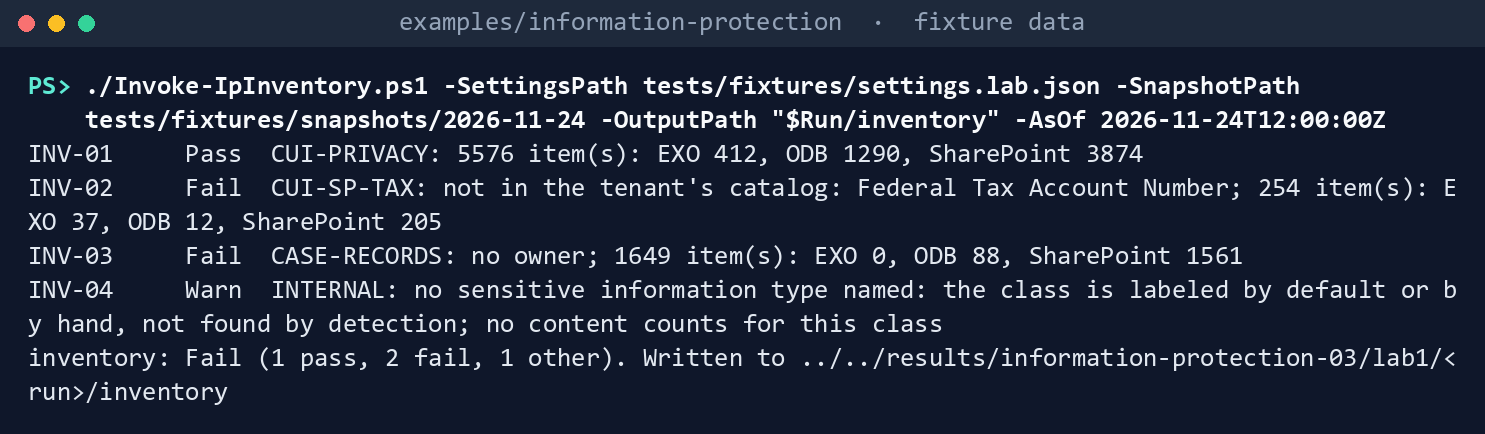 examples/information-protection · fixture data
PS> ./Invoke-IpInventory.ps1 -SettingsPath tests/fixtures/settings.lab.json -SnapshotPath
tests/fixtures/snapshots/2026-11-24 -OutputPath "$Run/inventory" -AsOf 2026-11-24T12:00:00Z
INV-01     Pass  CUI-PRIVACY: 5576 item(s): EXO 412, ODB 1290, SharePoint 3874
INV-02     Fail  CUI-SP-TAX: not in the tenant's catalog: Federal Tax Account Number; 254 item(s): E
XO 37, ODB 12, SharePoint 205
INV-03     Fail  CASE-RECORDS: no owner; 1649 item(s): EXO 0, ODB 88, SharePoint 1561
INV-04     Warn  INTERNAL: no sensitive information type named: the class is labeled by default or b
y hand, not found by detection; no content counts for this class
inventory: Fail (1 pass, 2 fail, 1 other). Written to ../../results/information-protection-03/lab1/<
run>/inventory